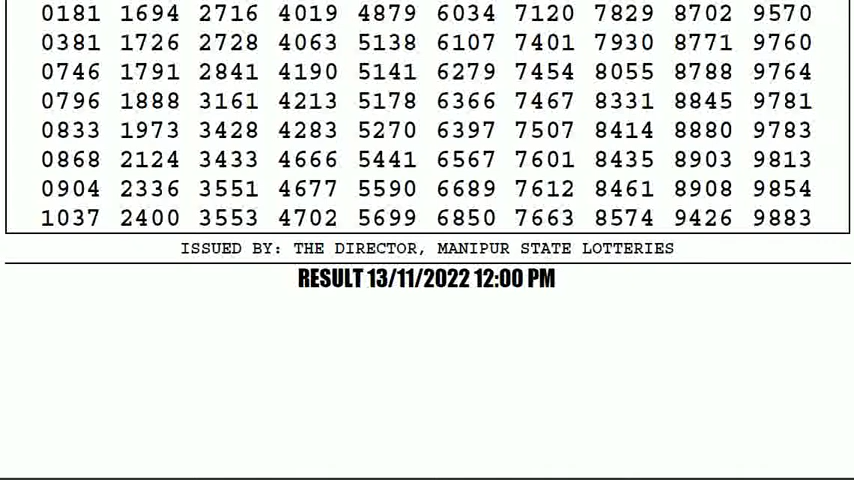 0181 1694 2716 4019 4879 6034 7120 7829 8702 9570
0381 1726 2728 4063 5138 6107 7401 7930 8771 9760
0746 1791 2841 4190 5141 6279 7454 8055 8788 9764
0796 1888 3161 4213 5178 6366 7467 8331 8845 9781
0833 1973 3428 4283 5270 6397 7507 8414 8880 9783
0868 2124 3433 4666 5441 6567 7601 8435 8903 9813
0904 2336 3551 4677 5590 6689 7612 8461 8908 9854
1037 2400 3553 4702 5699 6850 7663 8574 9426 9883
ISSUED BY: THE DIRECTOR, MANIPUR STATE LOTTERIES
RESULT 13/11/2022 12:00 PM